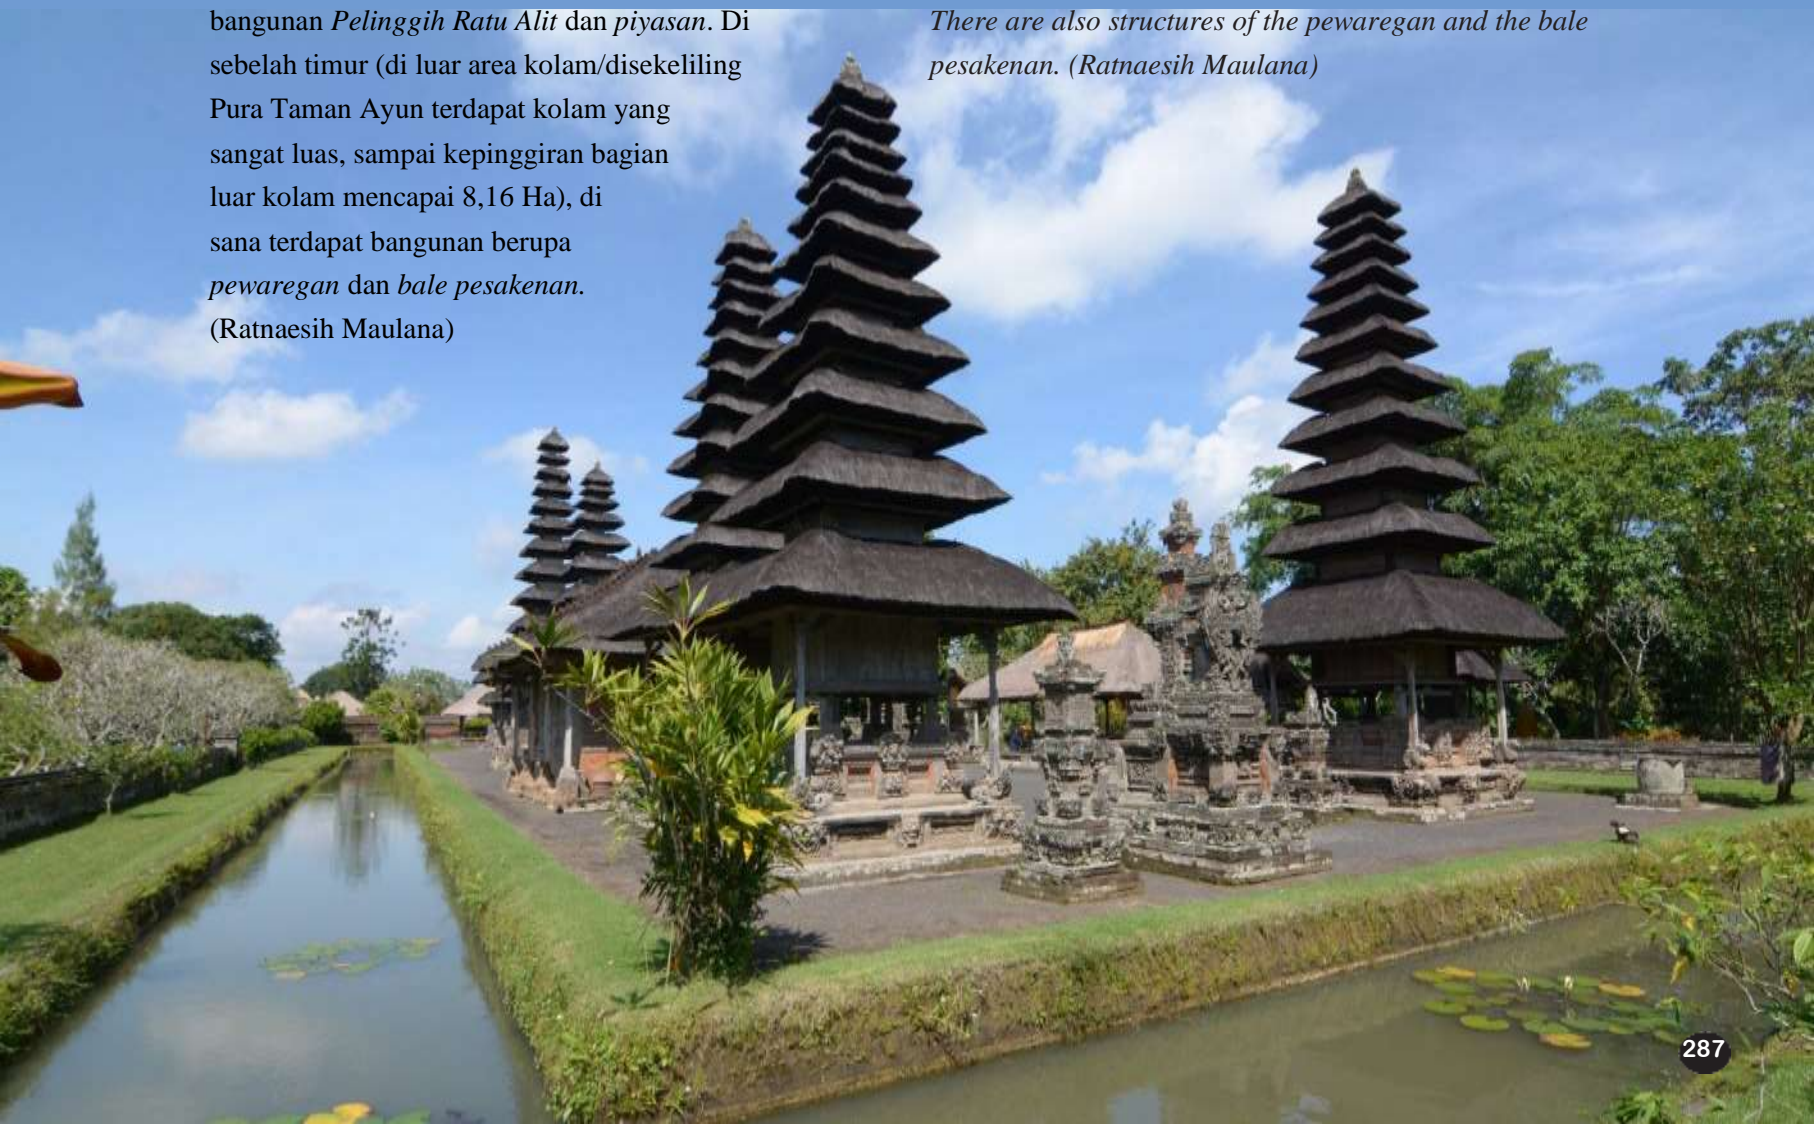 bangunan Pelinggih Ratu Alit dan piyasan. Di
sebelah timur (di luar area kolam/disekeliling
Pura Taman Ayun terdapat kolam yang
sangat luas, sampai kepinggiran bagian
luar kolam mencapai 8,16 Ha), di
sana terdapat bangunan berupa
pewaregan dan bale pesakenan.
(Ratnaesih Maulana)
There are also structures of the pewaregan and the bale
pesakenan. (Ratnaesih Maulana)
287